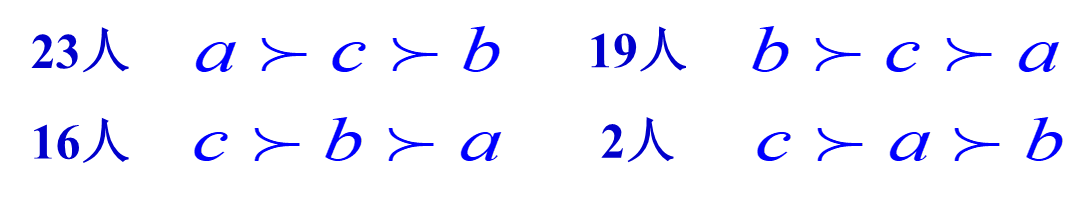 23人 a ≻ c ≻ b 19人 b ≻ c ≻ a
16人 c ≻ b ≻ a 2人 c ≻ a ≻ b